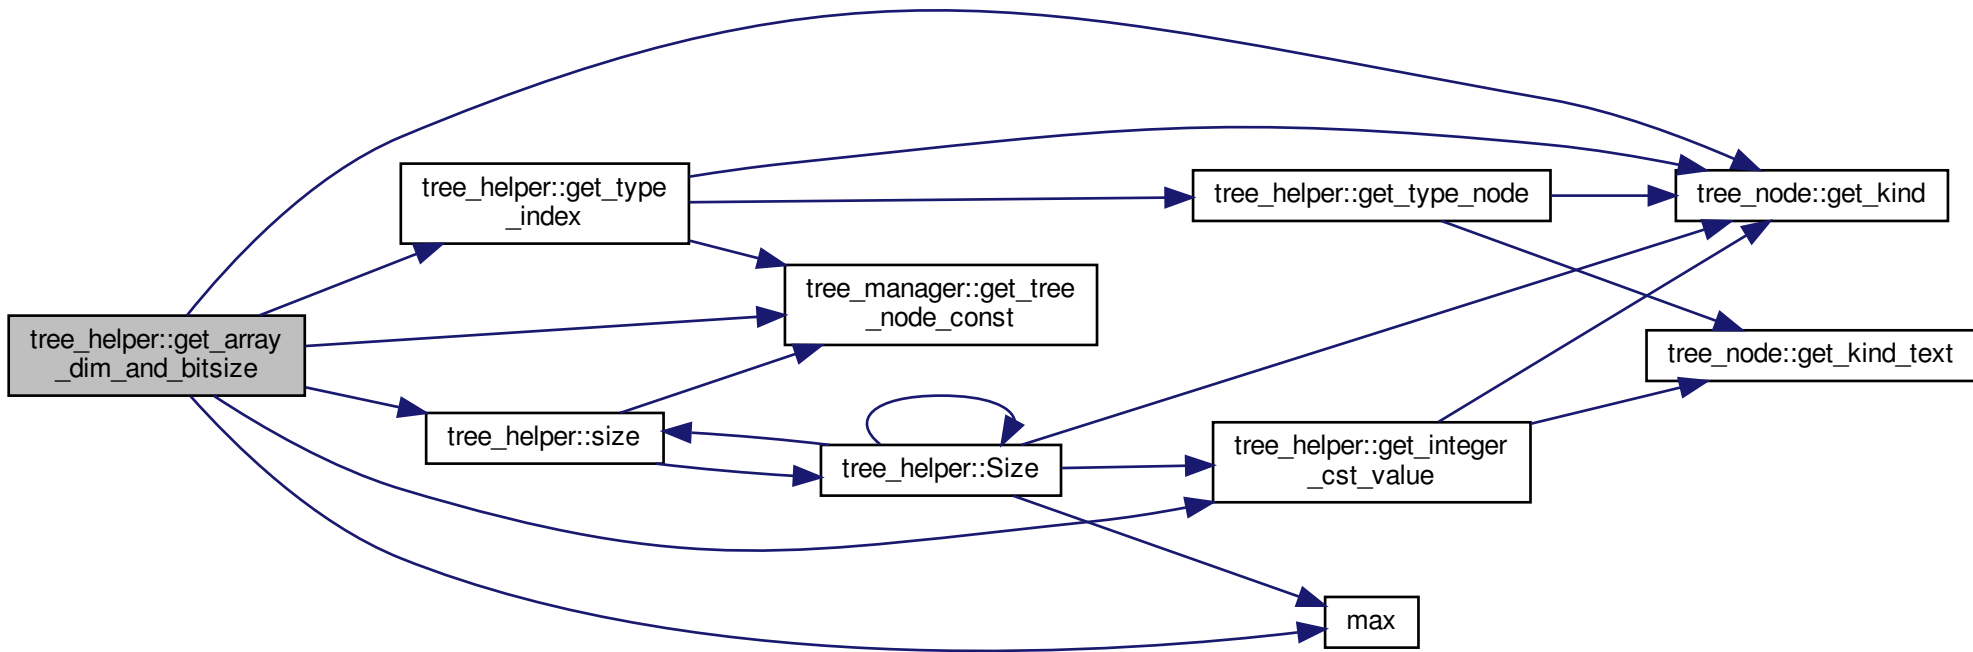 tree_helper::get_array
_dim_and_bitsize
tree_helper::get_type
_index
tree_helper::get_type_node
tree_node::get_kind
tree_manager::get_tree
_node_const
tree_node::get_kind_text
tree_helper::size
tree_helper::Size
tree_helper::get_integer
_cst_value
max